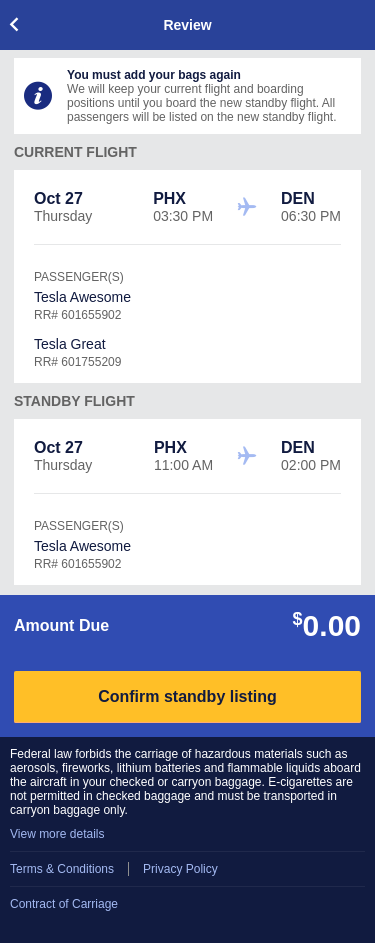 Review
You must add your bags again
We will keep your current flight and boarding
positions until you board the new standby flight. All
passengers will be listed on the new standby flight.
CURRENT FLIGHT
Oct 27 PHX DEN
Thursday 03:30 PM 06:30 PM
PASSENGER(S)
Tesla Awesome
RR# 601655902
Tesla Great
RR# 601755209
STANDBY FLIGHT
Oct 27 PHX DEN
Thursday 11:00 AM 02:00 PM
PASSENGER(S)
Tesla Awesome
RR# 601655902
Amount Due $0.00
Confirm standby listing
Federal law forbids the carriage of hazardous materials such as
aerosols, fireworks, lithium batteries and flammable liquids aboard
the aircraft in your checked or carryon baggage. E-cigarettes are
not permitted in checked baggage and must be transported in
carryon baggage only.
View more details
Terms & Conditions | Privacy Policy
Contract of Carriage